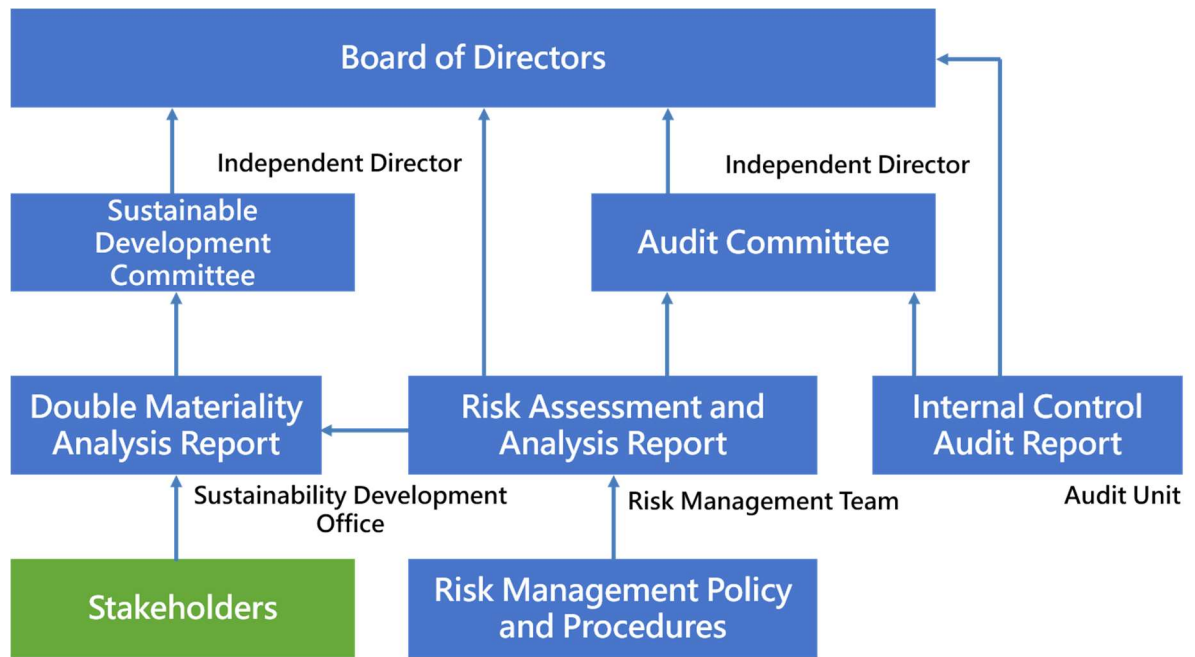 Board of Directors
Independent Director
Independent Director
Sustainable
Development
Committee
Audit Committee
Double Materiality
Analysis Report
Risk Assessment and
Analysis Report
Internal Control
Audit Report
Sustainability Development
Office
Risk Management Team
Audit Unit
Stakeholders
Risk Management Policy
and Procedures